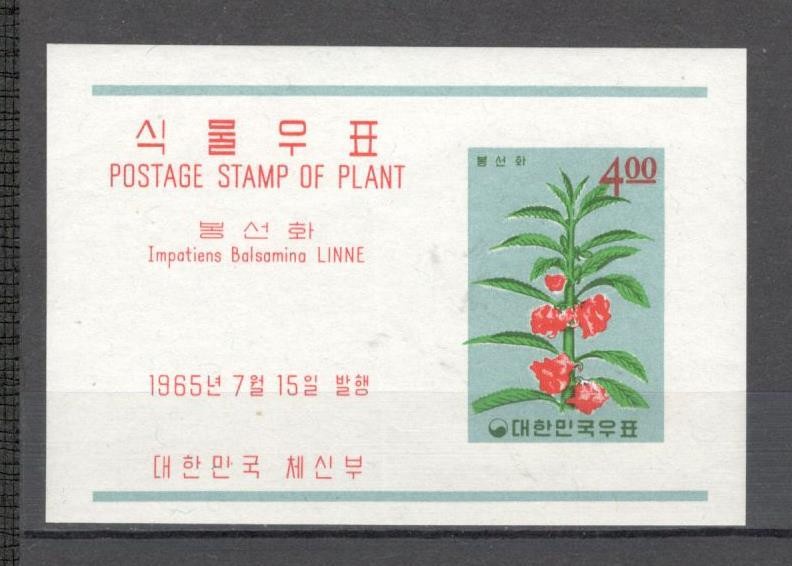 식물우표
POSTAGE STAMP OF PLANT
봉선화
Impatiens Balsamina LINNE
1965년 7월 15일 발행
대한민국 체신부
봉선화
4.00
대한민국우표